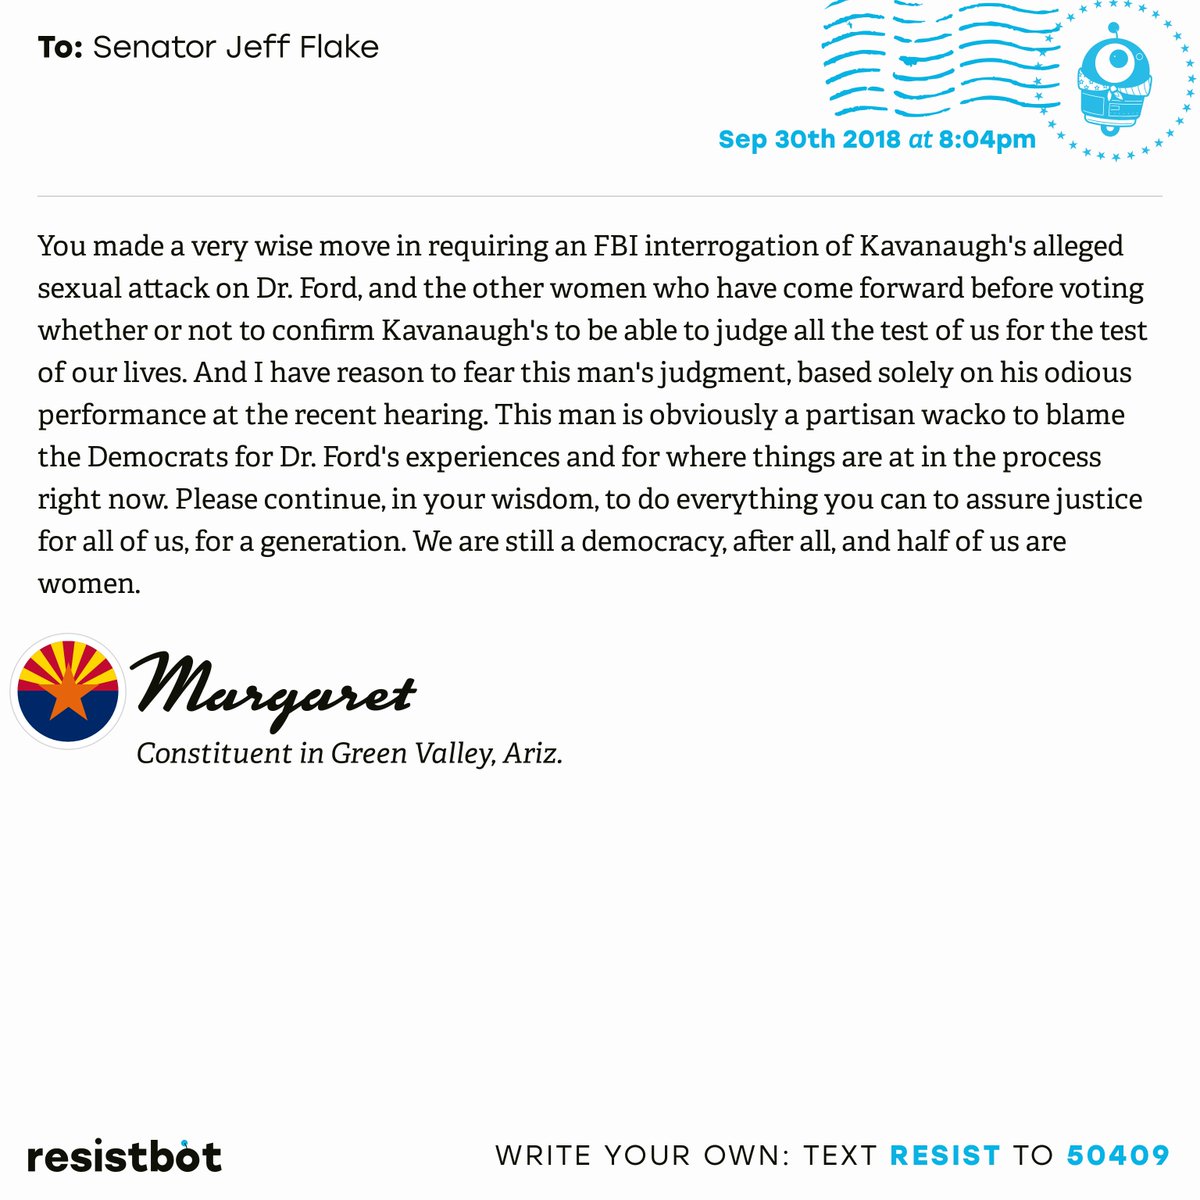 To: Senator Jeff Flake
Sep 30th 2018 at 8:04pm
You made a very wise move in requiring an FBI interrogation of Kavanaugh's alleged
sexual attack on Dr. Ford, and the other women who have come forward before voting
whether or not to confirm Kavanaugh's to be able to judge all the test of us for the test
of our lives. And I have reason to fear this man's judgment, based solely on his odious
performance at the recent hearing. This man is obviously a partisan wacko to blame
the Democrats for Dr. Ford's experiences and for where things are at in the process
right now. Please continue, in your wisdom, to do everything you can to assure justice
for all of us, for a generation. We are still a democracy, after all, and half of us are
women.
Margaret
Constituent in Green Valley, Ariz.
resistbot
WRITE YOUR OWN: TEXT RESIST TO 50409